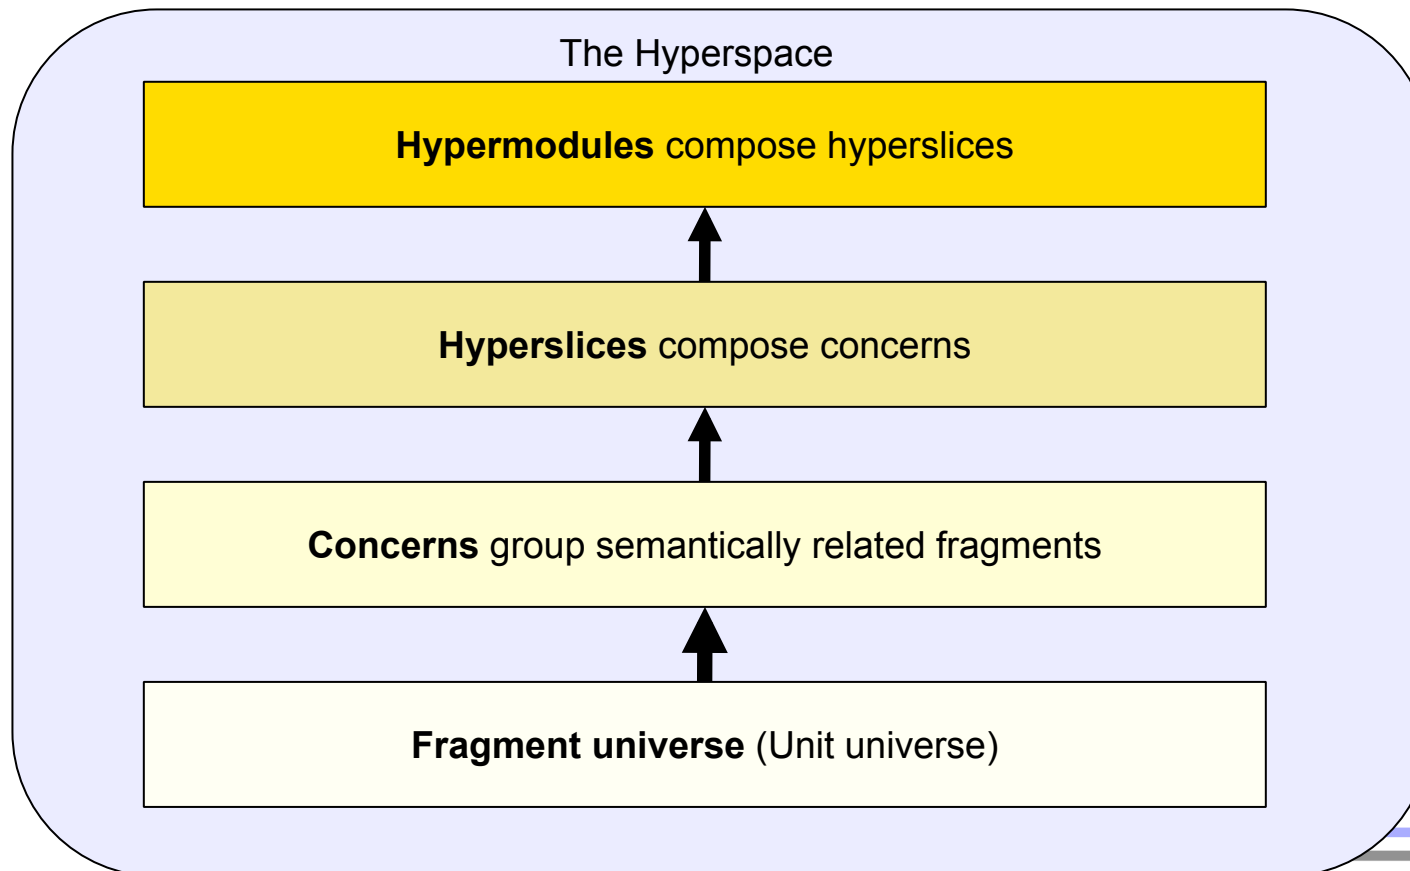 The Hyperspace
Hypermodules compose hyperslices
Hyperslices compose concerns
Concerns group semantically related fragments
Fragment universe (Unit universe)